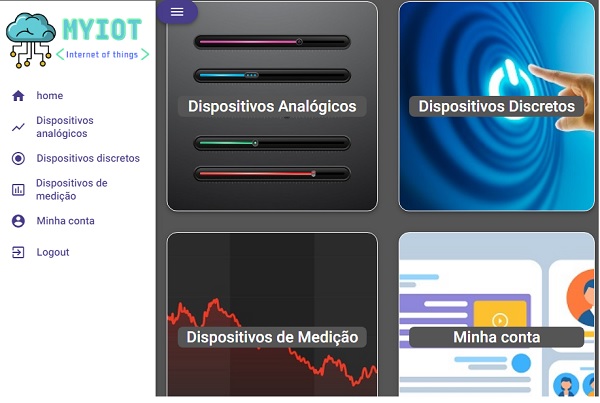 MYIOT
< Internet of things >
home
Dispositivos
analógicos
Dispositivos discretos
Dispositivos de
medição
Minha conta
Logout
Dispositivos Analógicos
Dispositivos Discretos
Dispositivos de Medição
Minha conta